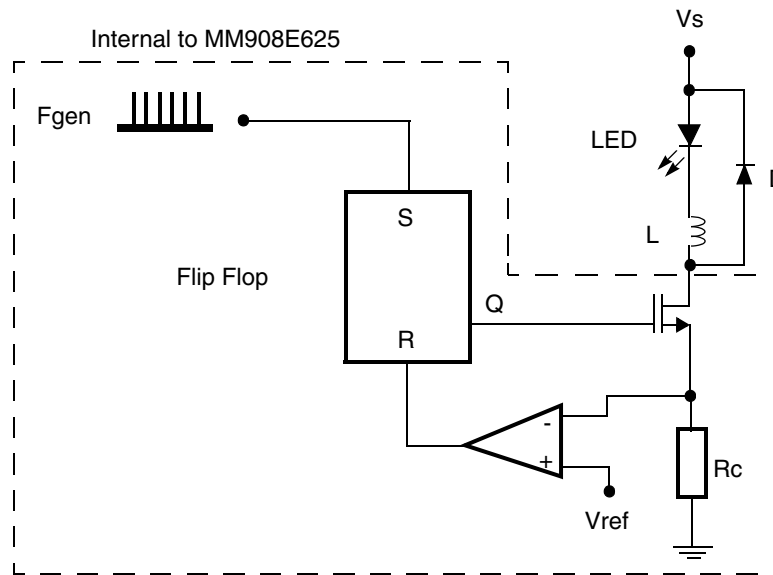 Vs
Internal to MM908E625
Fgen
LED
S
L
Flip Flop
Q
R
-
+
Rc
Vref